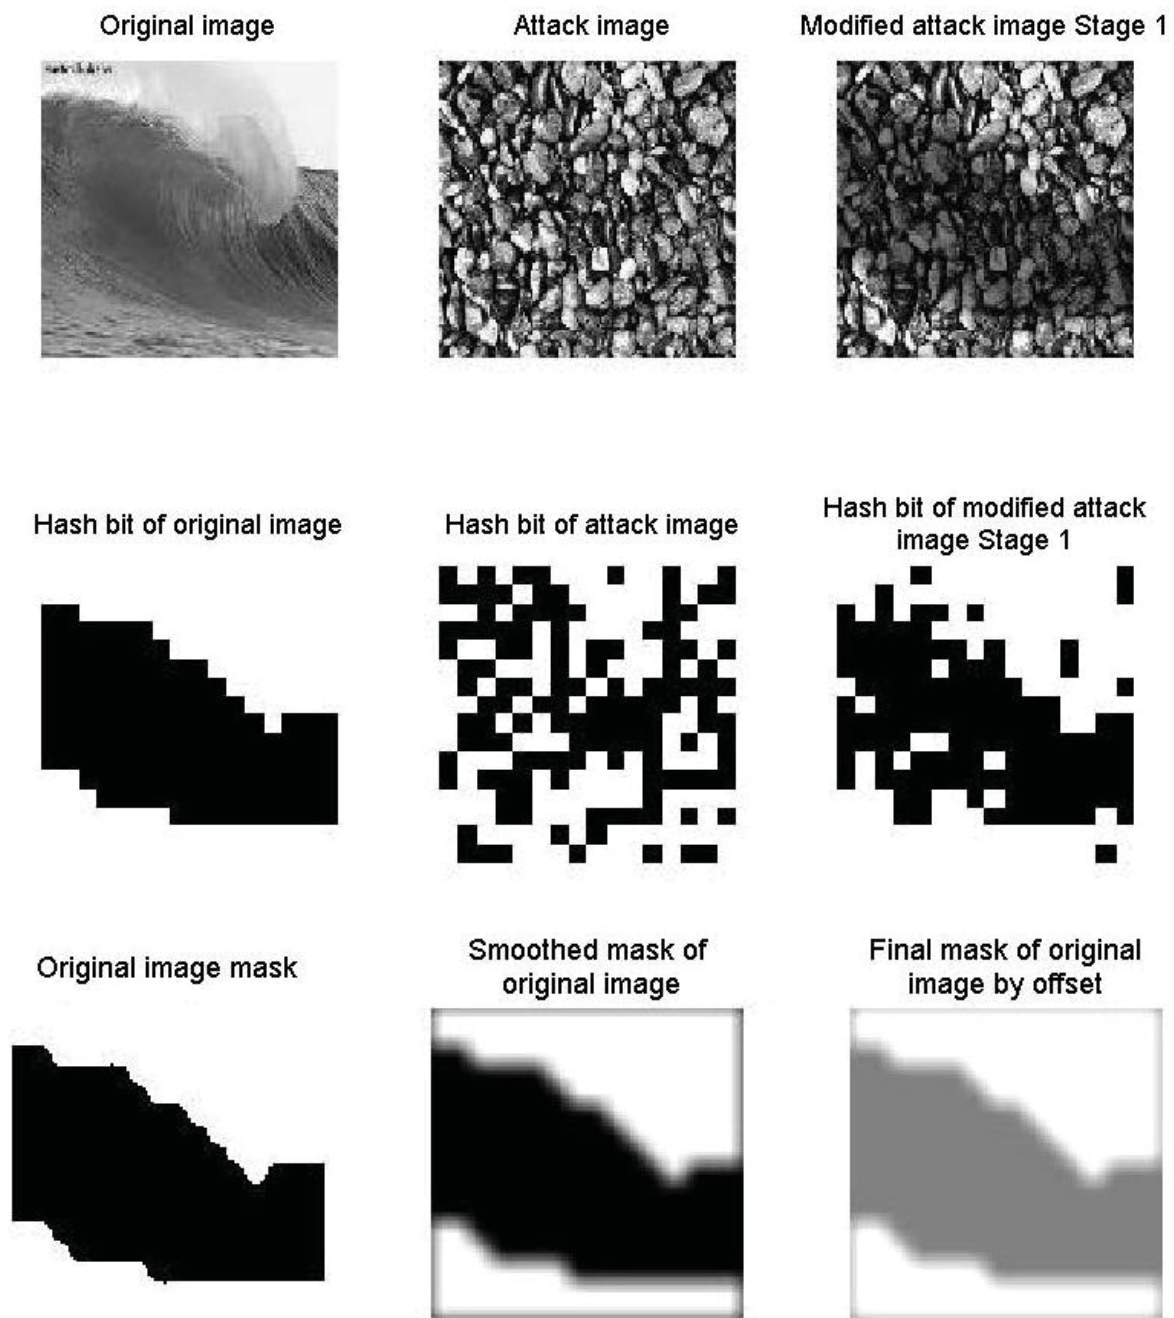 Original image
Attack image
Modified attack image Stage 1
Hash bit of original image
Hash bit of attack image
Hash bit of modified attack
image Stage 1
Original image mask
Smoothed mask of
original image
Final mask of original
image by offset